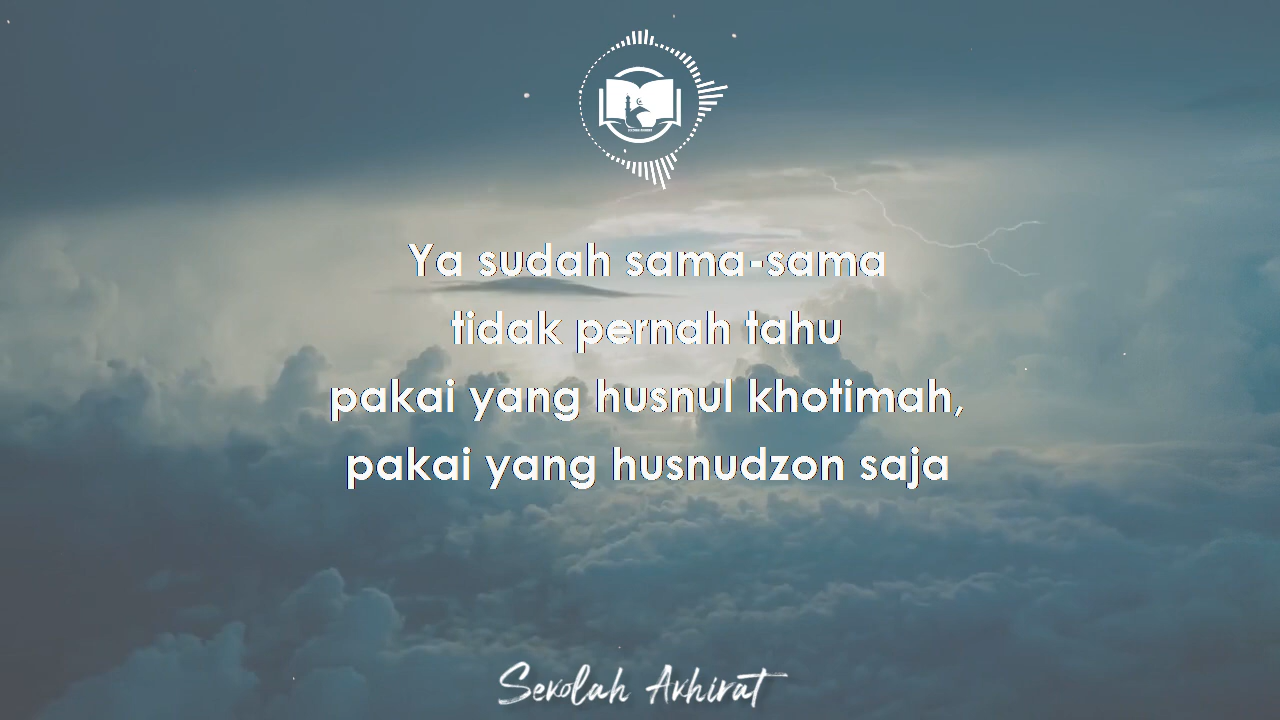 Ya sudah sama-sama
tidak pernah tahu
pakai yang husnul khotimah,
pakai yang husnudzon saja
Sekolah Akhirat